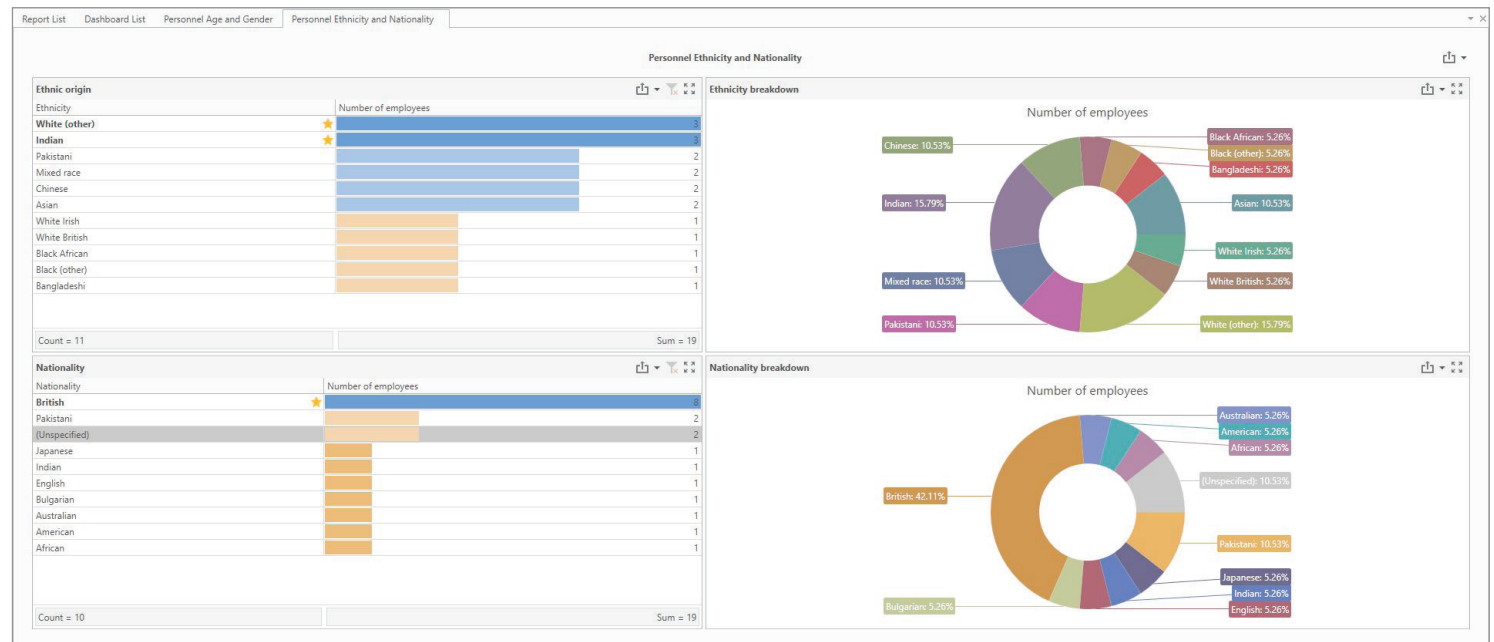 Report List Dashboard List Personnel Age and Gender Personnel Ethnicity and Nationality
Personnel Ethnicity and Nationality
Ethnic origin
Ethnicity Number of employees
White (other) 3
Indian 3
Pakistani 2
Mixed race 2
Chinese 2
Asian 2
White Irish 1
White British 1
Black African 1
Black (other) 1
Bangladeshi 1
Count = 11 Sum = 19
Ethnicity breakdown
Number of employees
Black African: 5.26%
Chinese: 10.53%
Black (other): 5.26%
Bangladeshi: 5.26%
Indian: 15.79%
Asian: 10.53%
White Irish: 5.26%
Mixed race: 10.53%
White British: 5.26%
Pakistani: 10.53%
White (other): 15.79%
Nationality
Nationality Number of employees
British 8
Pakistani 2
(Unspecified) 2
Japanese 1
Indian 1
English 1
Bulgarian 1
Australian 1
American 1
African 1
Count = 10 Sum = 19
Nationality breakdown
Number of employees
Australian: 5.26%
American: 5.26%
African: 5.26%
(Unspecified): 10.53%
British: 42.11%
Pakistani: 10.53%
Japanese: 5.26%
Indian: 5.26%
Bulgarian: 5.26%
English: 5.26%